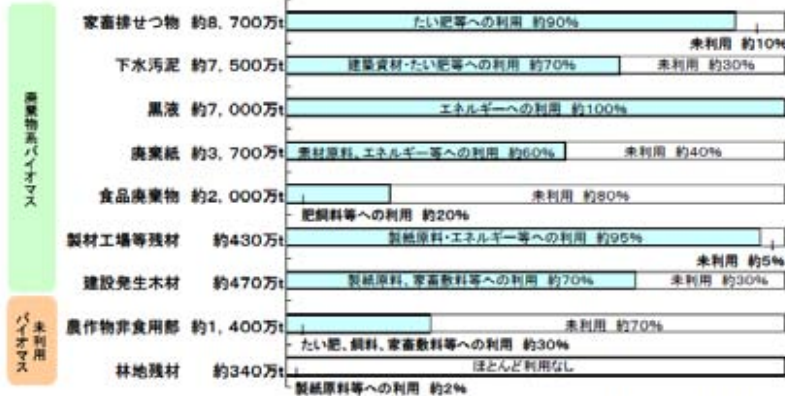 廃棄物系バイオマス
家畜排せつ物 約8,700万t
たい肥等への利用 約90%
未利用 約10%
下水汚泥 約7,500万t
建築資材・たい肥等への利用 約70%
未利用 約30%
黒液 約7,000万t
エネルギーへの利用 約100%
廃棄紙 約3,700万t
素材原料、エネルギー等への利用 約60%
未利用 約40%
食品廃棄物 約2,000万t
未利用 約80%
肥飼料等への利用 約20%
製材工場等残材 約430万t
製紙原料・エネルギー等への利用 約95%
未利用 約5%
建設発生木材 約470万t
製紙原料、家畜敷料等への利用 約70%
未利用 約30%
未利用
バイオマス
農作物非食用部 約1,400万t
未利用 約70%
たい肥、飼料、家畜敷料等への利用 約30%
林地残材 約340万t
ほとんど利用なし
製紙原料等への利用 約2%